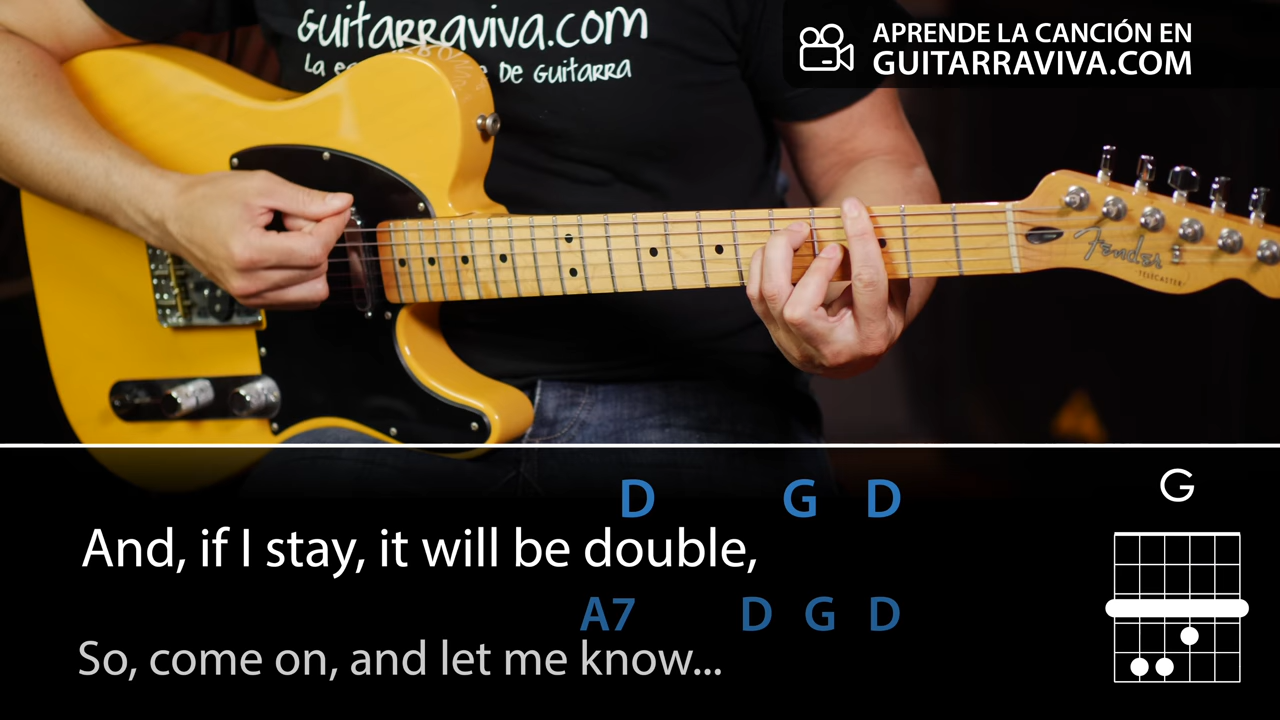 guitarraviva.com
La e
De Guitarra
APRENDE LA CANCIÓN EN
GUITARRAVIVA.COM
Fender
TELECASTER
D G D
G
And, if I stay, it will be double,
A7 D G D
So, come on, and let me know...